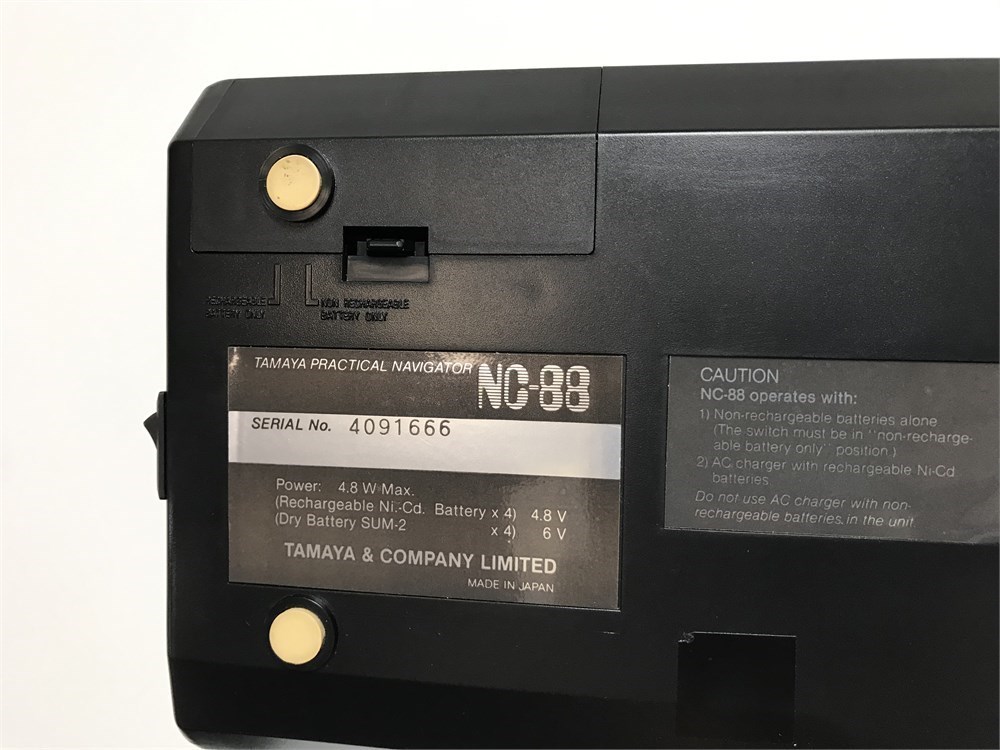 RECHARGEABLE
BATTERY ONLY
NON RECHARGEABLE
BATTERY ONLY
TAMAYA PRACTICAL NAVIGATOR NC-88
SERIAL No. 4091666
Power: 4.8 W Max.
(Rechargeable Ni.-Cd. Battery x 4) 4.8 V
(Dry Battery SUM-2 x 4) 6 V
TAMAYA & COMPANY LIMITED
MADE IN JAPAN
CAUTION
NC-88 operates with:
1) Non-rechargeable batteries alone
(The switch must be in "non-recharge-
able battery only" position.)
2) AC charger with rechargeable Ni-Cd
batteries
Do not use AC charger with non-
rechargeable batteries in the unit.